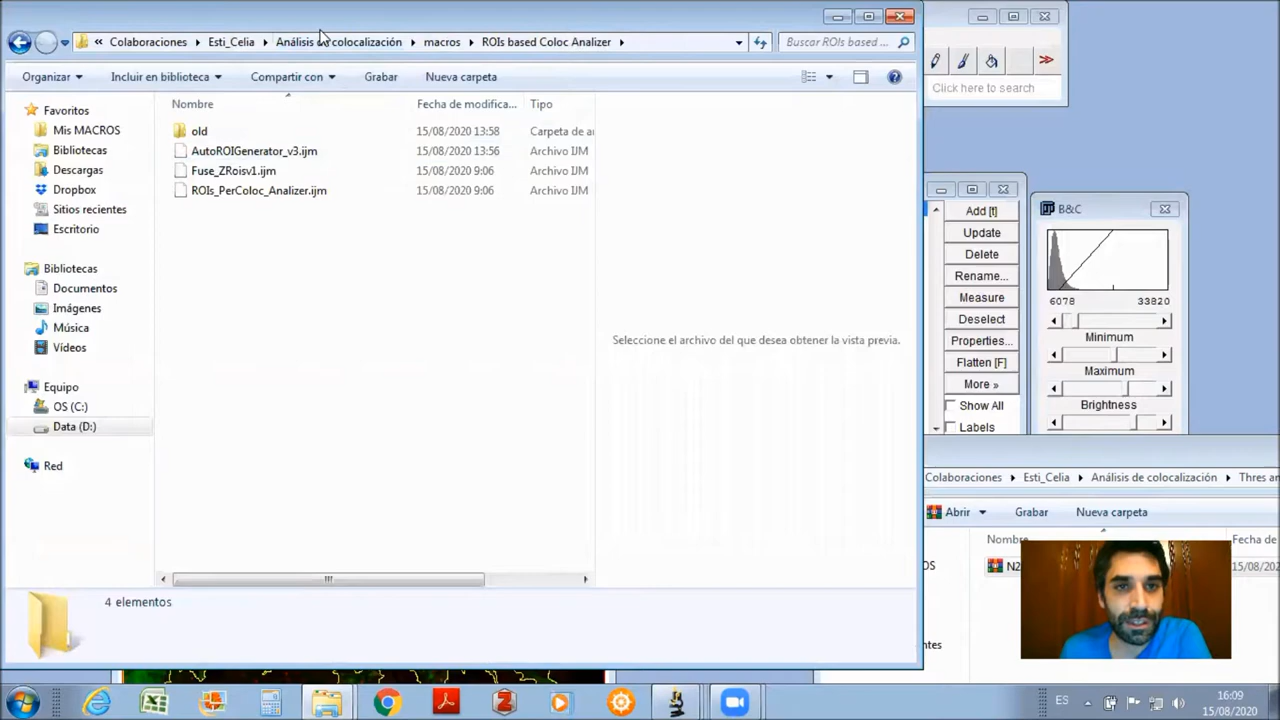 « Colaboraciones Esti_Celia Análisis de colocalización macros ROIs based Coloc Analizer Buscar ROIs based ...
Organizar Incluir en biblioteca Compartir con Grabar Nueva carpeta
Click here to search
Favoritos
Mis MACROS
Bibliotecas
Descargas
Dropbox
Sitios recientes
Escritorio
Bibliotecas
Documentos
Imágenes
Música
Vídeos
Equipo
OS (C:)
Data (D:)
Red
Nombre Fecha de modifica... Tipo
old 15/08/2020 13:58 Carpeta de ar
AutoROIGenerator_v3.ijm 15/08/2020 13:56 Archivo IJM
Fuse_ZRoisv1.ijm 15/08/2020 9:06 Archivo IJM
ROIs_PerColoc_Analizer.ijm 15/08/2020 9:06 Archivo IJM
Seleccione el archivo del que desea obtener la vista previa.
4 elementos
Add [t]
Update
Delete
Rename...
Measure
Deselect
Properties...
Flatten [F]
More »
Show All
Labels
B&C
6078 33820
Minimum
Maximum
Brightness
Colaboraciones Esti_Celia Análisis de colocalización Thres an
Abrir Grabar Nueva carpeta
Nombre Fecha de
N2 15/08/202
OS
entes
ES 16:09
15/08/2020